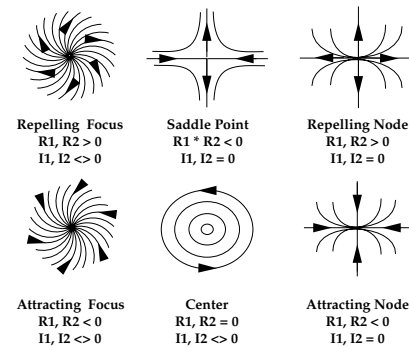 Repelling Focus
R1, R2 > 0
I1, I2 <> 0
Saddle Point
R1 * R2 < 0
I1, I2 = 0
Repelling Node
R1, R2 > 0
I1, I2 = 0
Attracting Focus
R1, R2 < 0
I1, I2 <> 0
Center
R1, R2 = 0
I1, I2 <> 0
Attracting Node
R1, R2 < 0
I1, I2 = 0